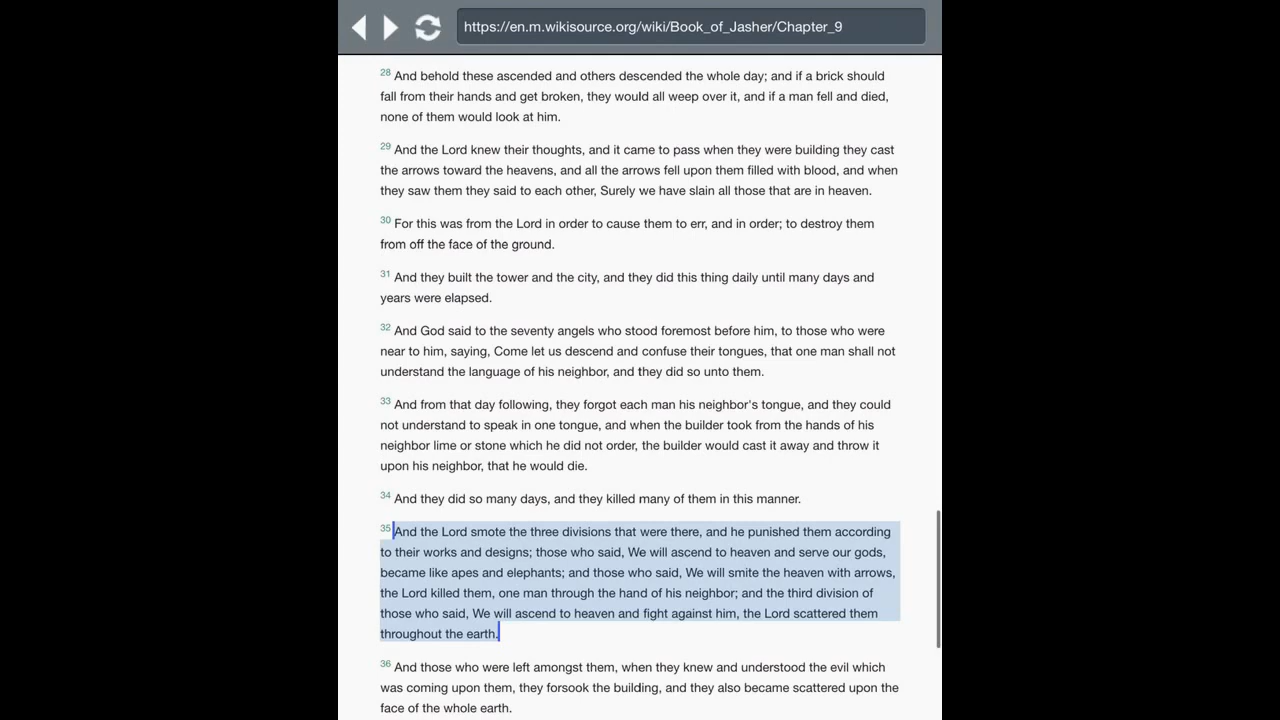 https://en.m.wikisource.org/wiki/Book_of_Jasher/Chapter_9
28 And behold these ascended and others descended the whole day; and if a brick should
fall from their hands and get broken, they would all weep over it, and if a man fell and died,
none of them would look at him.
29 And the Lord knew their thoughts, and it came to pass when they were building they cast
the arrows toward the heavens, and all the arrows fell upon them filled with blood, and when
they saw them they said to each other, Surely we have slain all those that are in heaven.
30 For this was from the Lord in order to cause them to err, and in order; to destroy them
from off the face of the ground.
31 And they built the tower and the city, and they did this thing daily until many days and
years were elapsed.
32 And God said to the seventy angels who stood foremost before him, to those who were
near to him, saying, Come let us descend and confuse their tongues, that one man shall not
understand the language of his neighbor, and they did so unto them.
33 And from that day following, they forgot each man his neighbor's tongue, and they could
not understand to speak in one tongue, and when the builder took from the hands of his
neighbor lime or stone which he did not order, the builder would cast it away and throw it
upon his neighbor, that he would die.
34 And they did so many days, and they killed many of them in this manner.
35 And the Lord smote the three divisions that were there, and he punished them according
to their works and designs; those who said, We will ascend to heaven and serve our gods,
became like apes and elephants; and those who said, We will smite the heaven with arrows,
the Lord killed them, one man through the hand of his neighbor; and the third division of
those who said, We will ascend to heaven and fight against him, the Lord scattered them
throughout the earth.
36 And those who were left amongst them, when they knew and understood the evil which
was coming upon them, they forsook the building, and they also became scattered upon the
face of the whole earth.